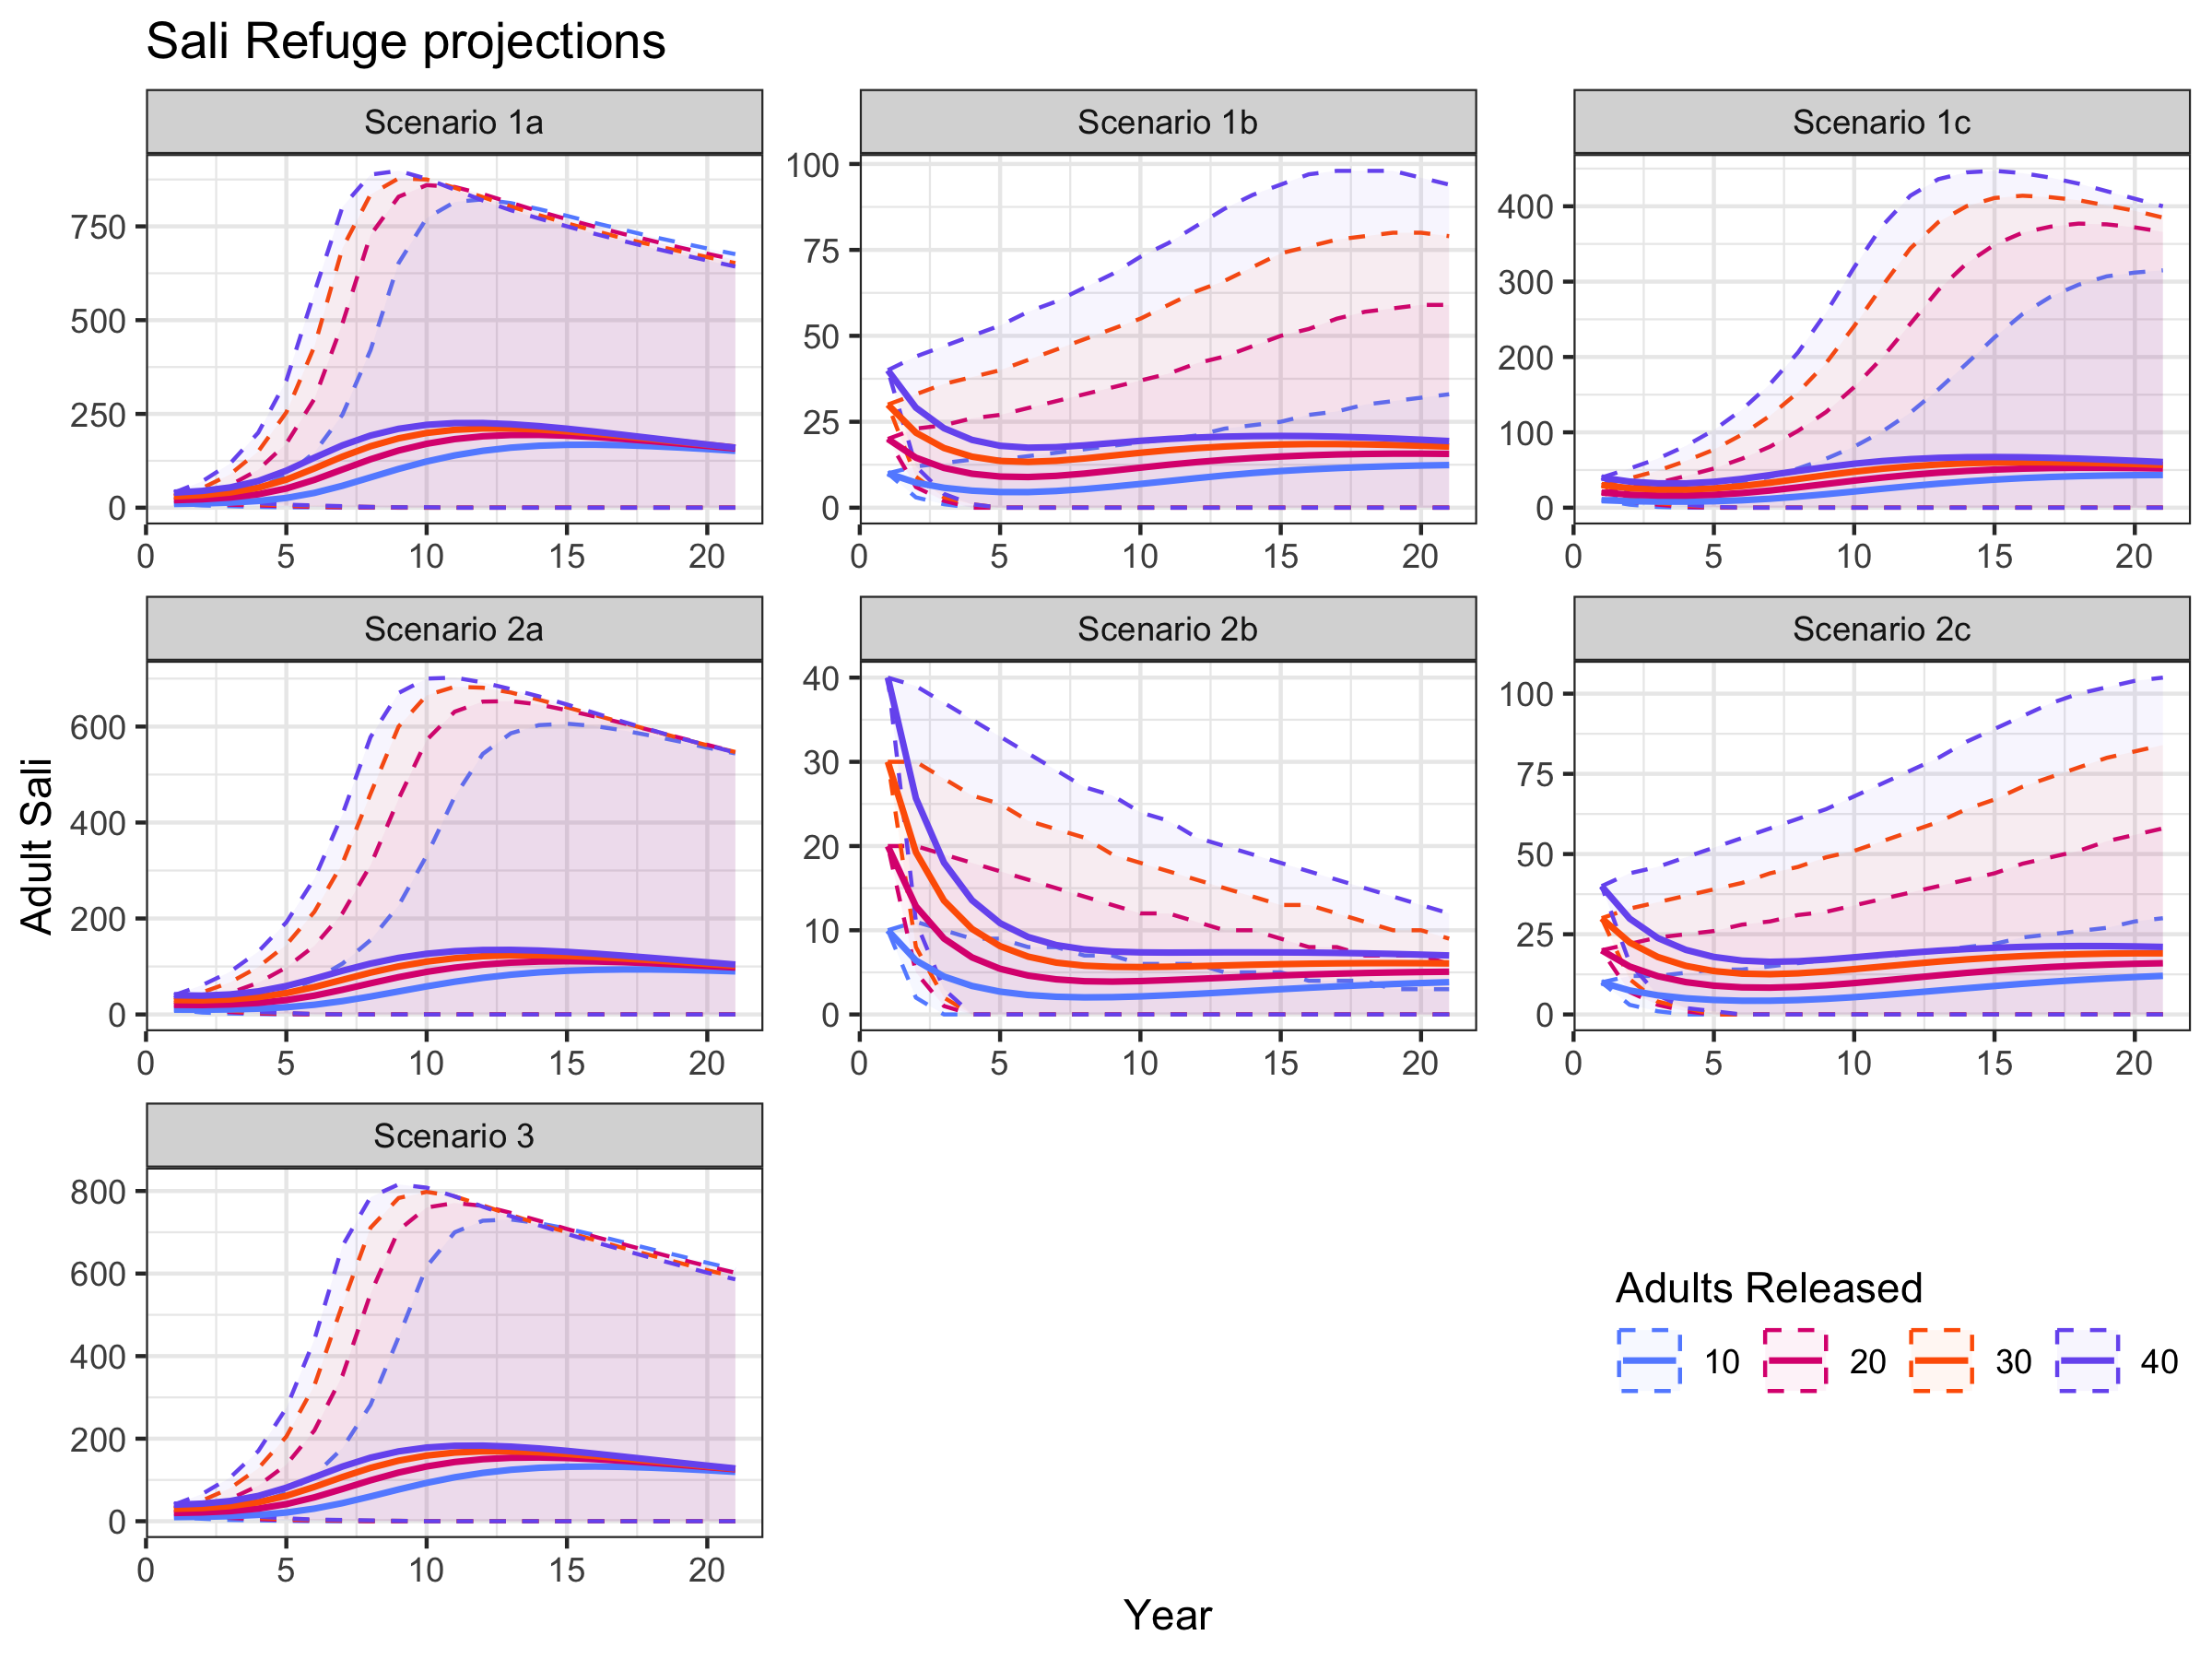 Sali Refuge projections
Scenario 1a
Scenario 1b
Scenario 1c
750
500
250
0
0 5 10 15 20
100
75
50
25
0
0 5 10 15 20
400
300
200
100
0
0 5 10 15 20
Scenario 2a
Scenario 2b
Scenario 2c
Adult Sali
600
400
200
0
0 5 10 15 20
40
30
20
10
0
0 5 10 15 20
100
75
50
25
0
0 5 10 15 20
Scenario 3
800
600
400
200
0
0 5 10 15 20
Adults Released
10 20 30 40
Year